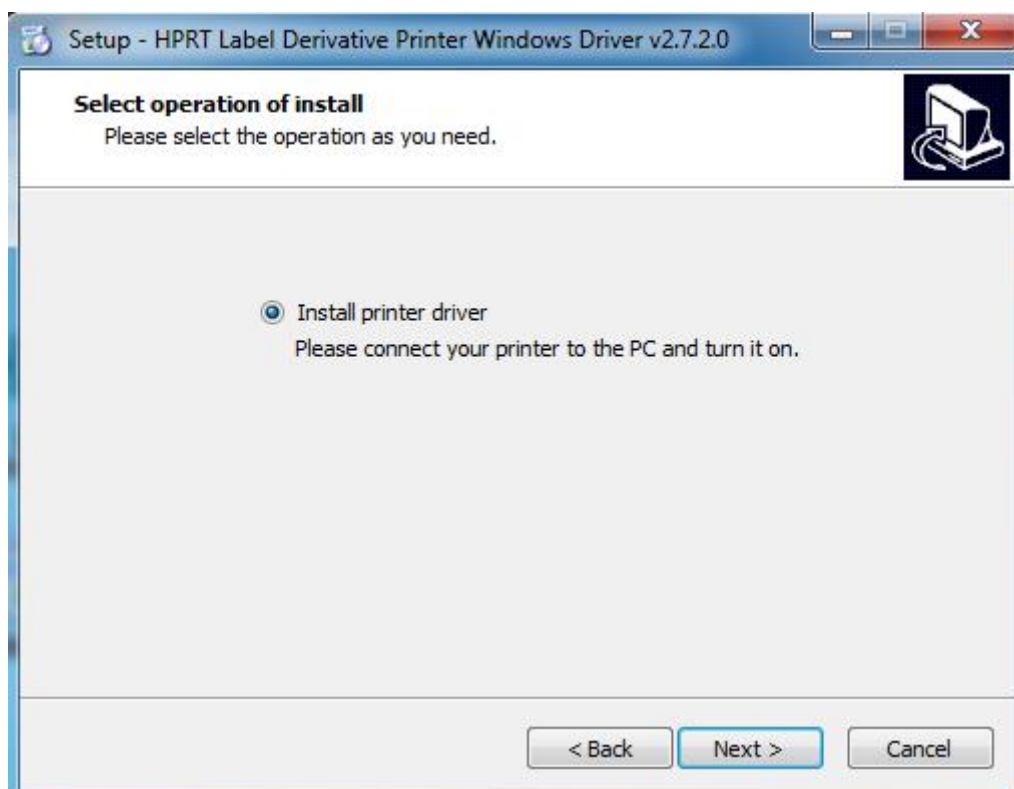 Setup - HPRT Label Derivative Printer Windows Driver v2.7.2.0
Select operation of install
Please select the operation as you need.
Install printer driver
Please connect your printer to the PC and turn it on.
< Back
Next >
Cancel